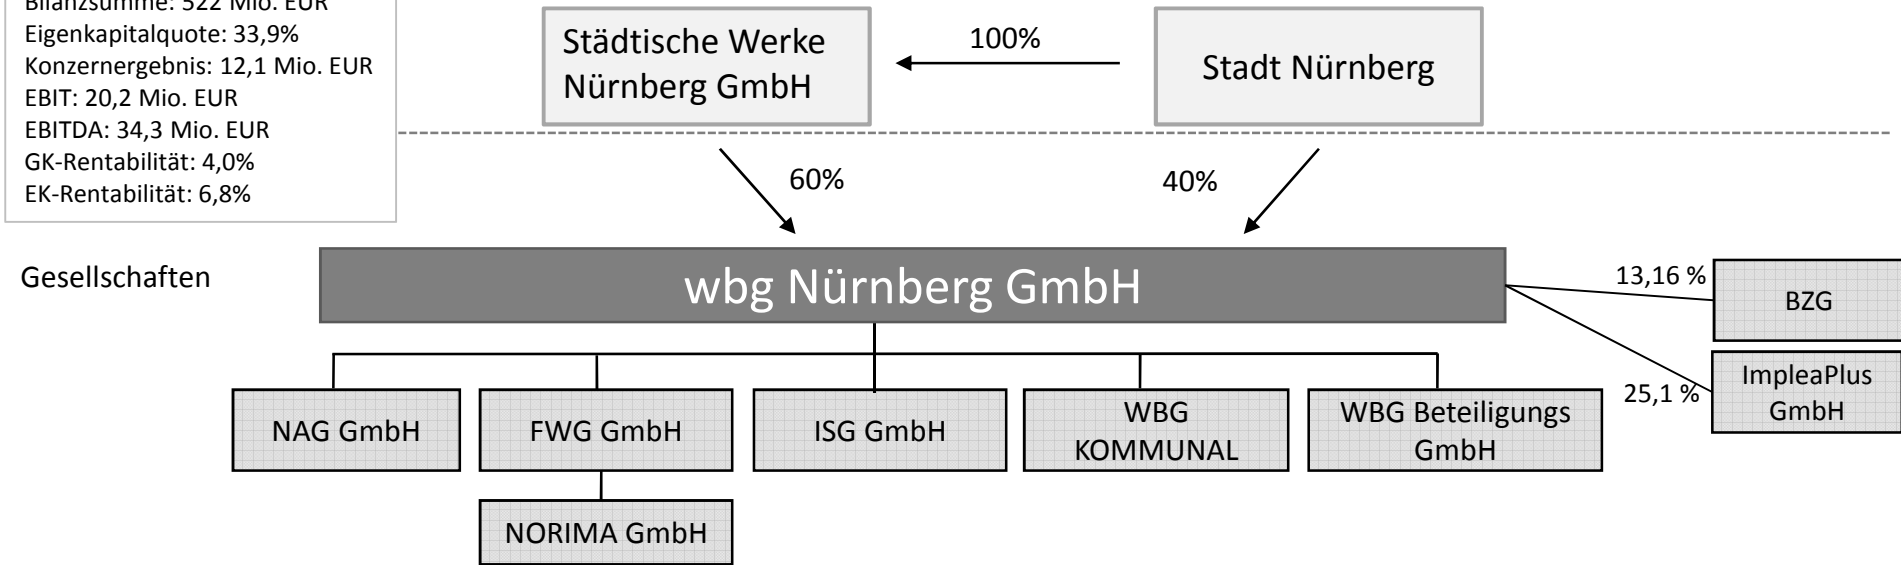 Bilanzsumme: 522 Mio. EUR
Eigenkapitalquote: 33,9%
Konzernergebnis: 12,1 Mio. EUR
EBIT: 20,2 Mio. EUR
EBITDA: 34,3 Mio. EUR
GK-Rentabilität: 4,0%
EK-Rentabilität: 6,8%
Städtische Werke
Nürnberg GmbH
100%
Stadt Nürnberg
60%
40%
Gesellschaften
wbg Nürnberg GmbH
13,16 %
BZG
25,1 %
ImpleaPlus
GmbH
NAG GmbH
FWG GmbH
ISG GmbH
WBG
KOMMUNAL
WBG Beteiligungs
GmbH
NORIMA GmbH